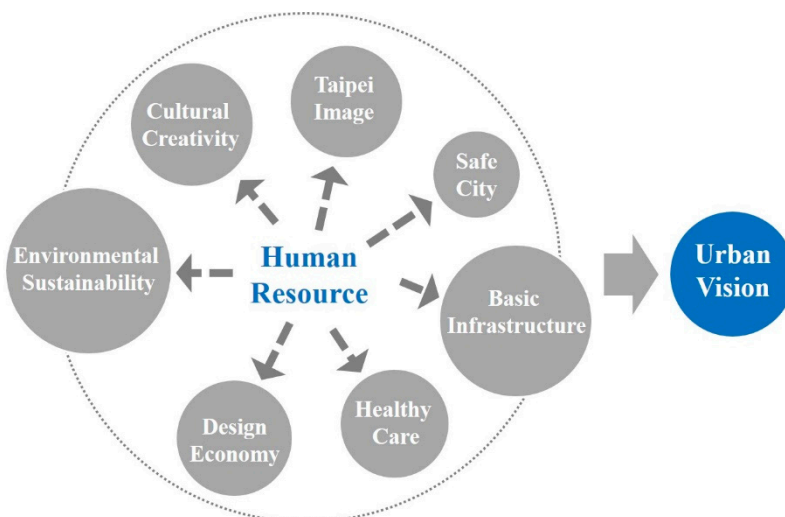 Taipei
Image
Cultural
Creativity
Safe
City
Environmental
Sustainability
Human
Resource
Basic
Infrastructure
Urban
Vision
Design
Economy
Healthy
Care